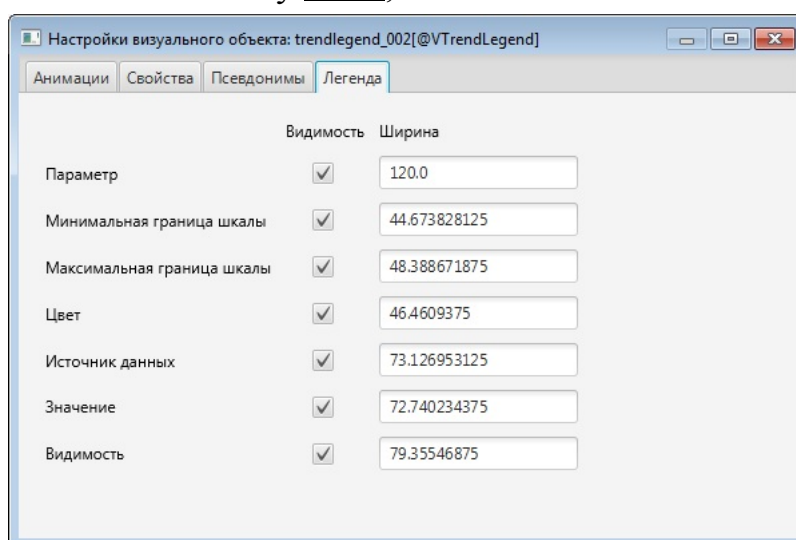 Настройки визуального объекта: trendlegend_002[@VTrendLegend]
Анимации Свойства Псевдонимы Легенда
Видимость Ширина
Параметр 120.0
Минимальная граница шкалы 44.673828125
Максимальная граница шкалы 48.388671875
Цвет 46.4609375
Источник данных 73.126953125
Значение 72.740234375
Видимость 79.35546875